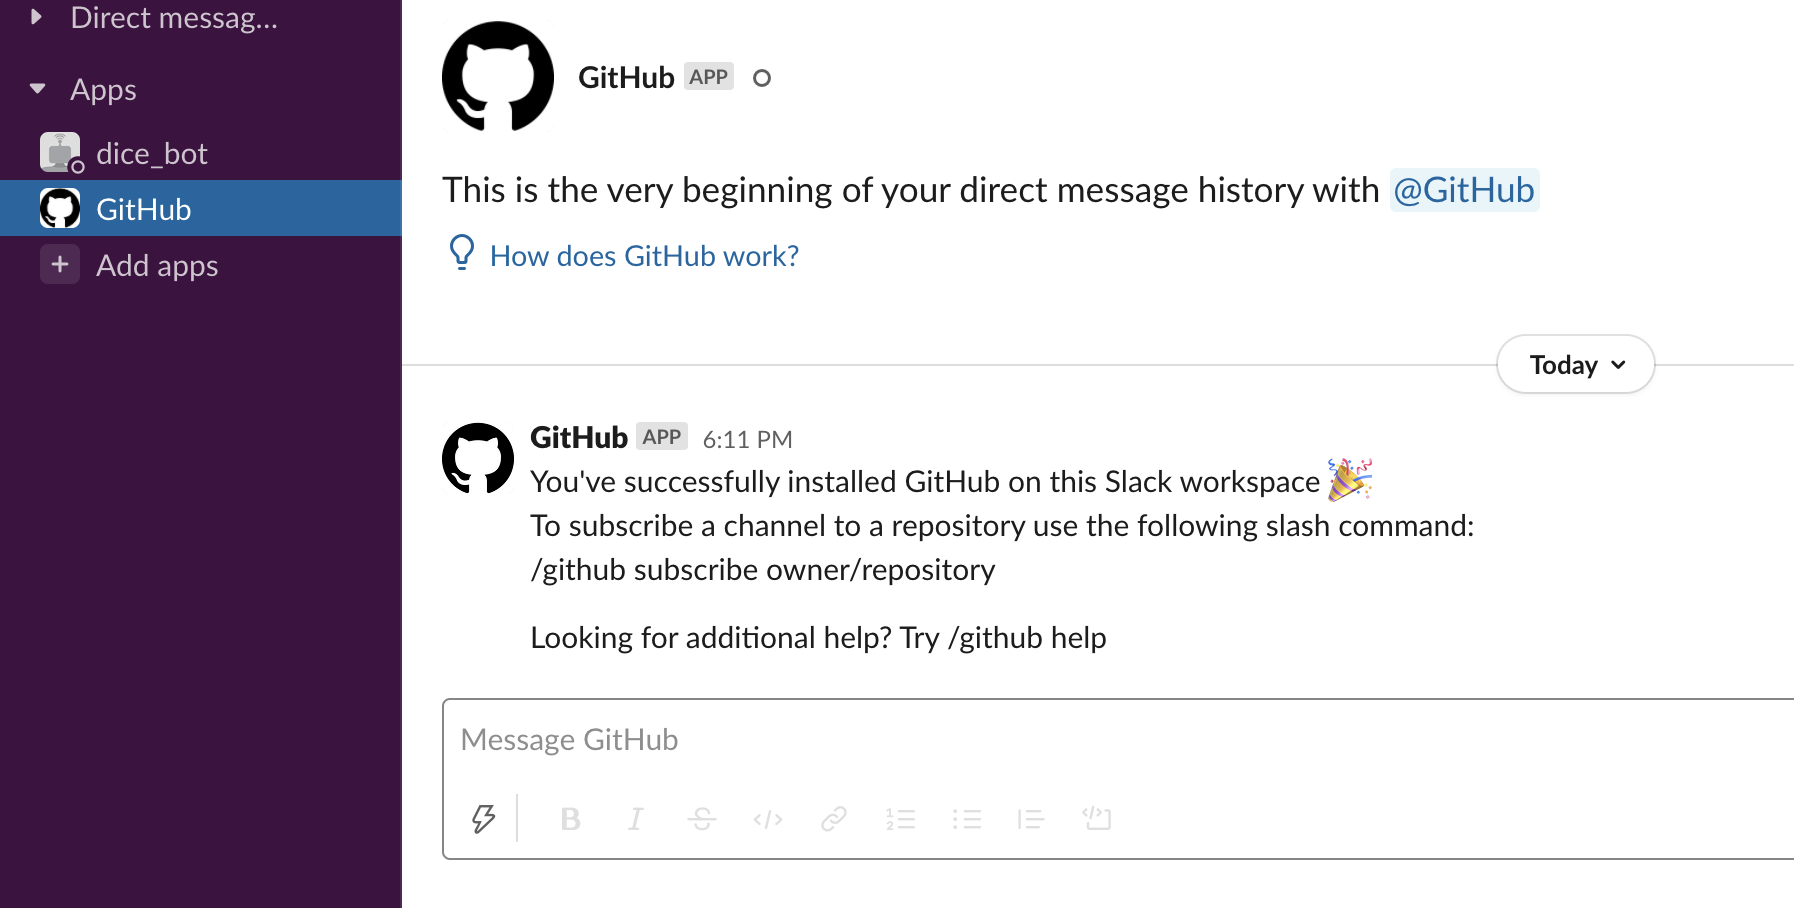 Direct messag...
Apps
dice_bot
GitHub
Add apps
GitHub APP
This is the very beginning of your direct message history with @GitHub
How does GitHub work?
Today
GitHub APP 6:11 PM
You've successfully installed GitHub on this Slack workspace 🎉
To subscribe a channel to a repository use the following slash command:
/github subscribe owner/repository
Looking for additional help? Try /github help
Message GitHub